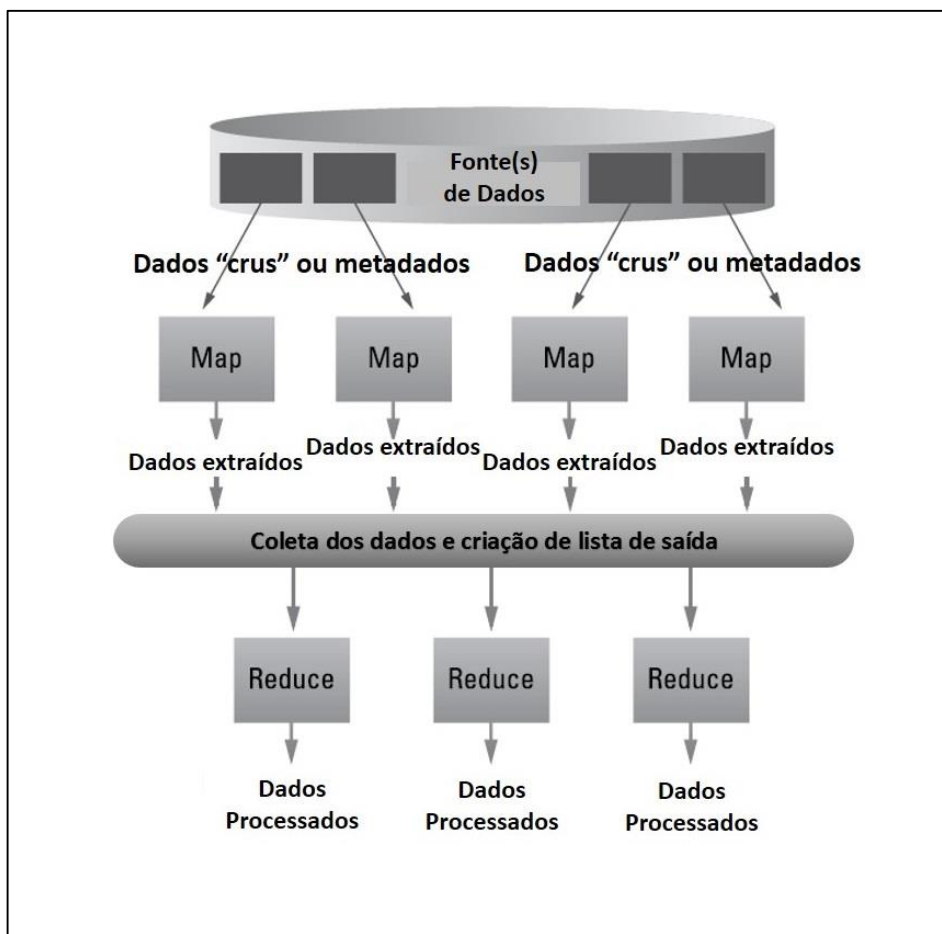 Fonte(s)
de Dados
Dados “crus” ou metadados
Dados “crus” ou metadados
Map
Map
Map
Map
Dados extraídos
Dados extraídos
Dados extraídos
Dados extraídos
Coleta dos dados e criação de lista de saída
Reduce
Reduce
Reduce
Dados
Processados
Dados
Processados
Dados
Processados